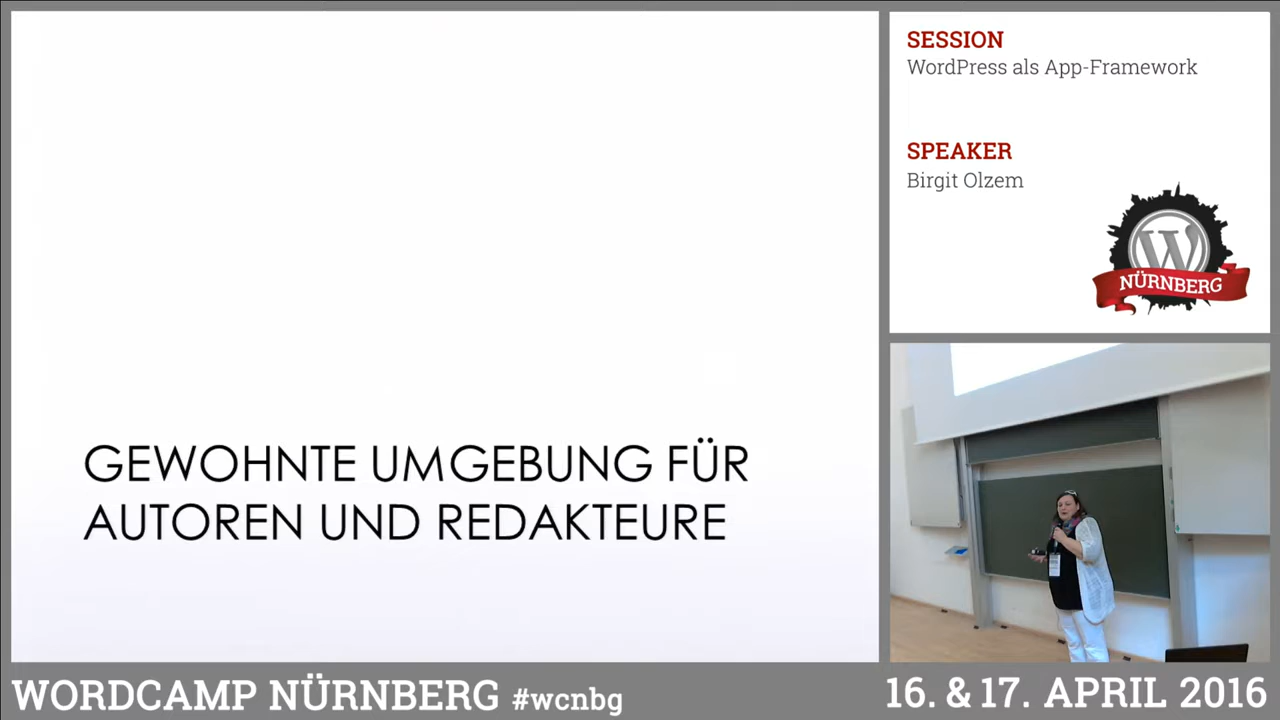 GEWOHNTE UMGEBUNG FÜR
AUTOREN UND REDAKTEURE
SESSION
WordPress als App-Framework
SPEAKER
Birgit Olzem
W
NÜRNBERG
WORDCAMP NÜRNBERG #wcnbg
16. & 17. APRIL 2016